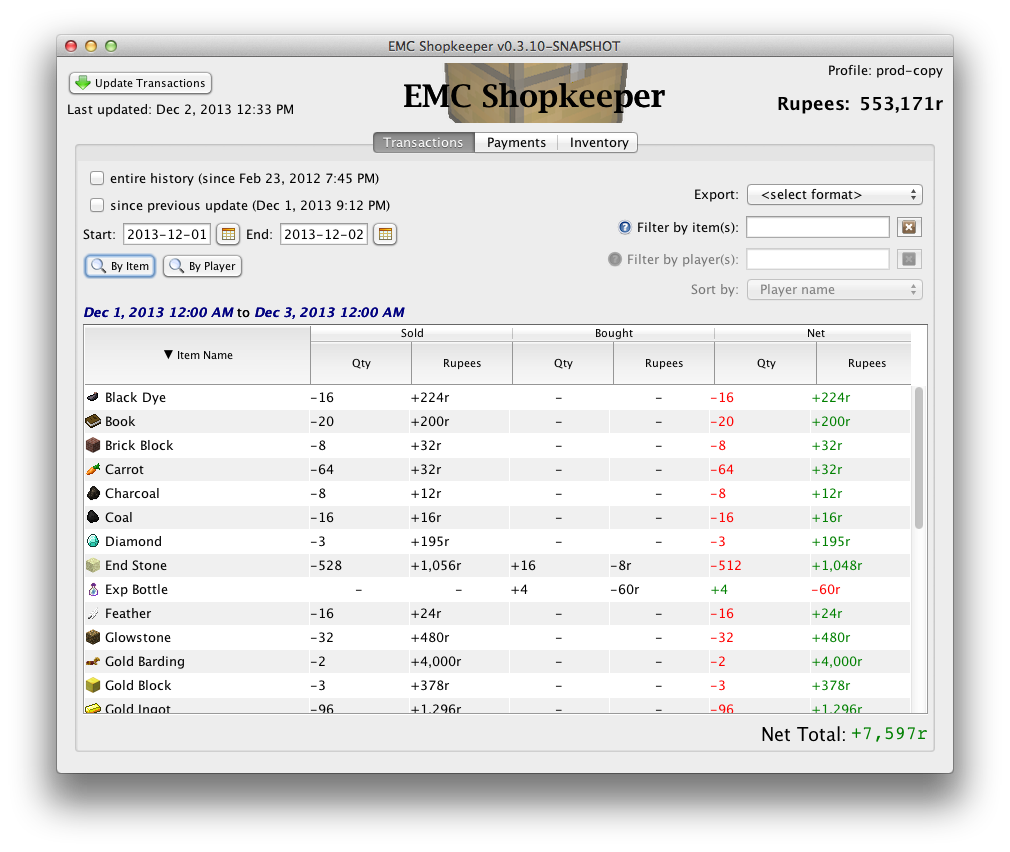 EMC Shopkeeper v0.3.10-SNAPSHOT
Update Transactions
Last updated: Dec 2, 2013 12:33 PM
EMC Shopkeeper
Profile: prod-copy
Rupees: 553,171r
Transactions Payments Inventory
entire history (since Feb 23, 2012 7:45 PM)
since previous update (Dec 1, 2013 9:12 PM)
Start: 2013-12-01 End: 2013-12-02
By Item By Player
Export: <select format>
? Filter by item(s):
? Filter by player(s):
Sort by: Player name
Dec 1, 2013 12:00 AM to Dec 3, 2013 12:00 AM
▼ Item Name Sold Bought Net
Qty Rupees Qty Rupees Qty Rupees
Black Dye -16 +224r - - -16 +224r
Book -20 +200r - - -20 +200r
Brick Block -8 +32r - - -8 +32r
Carrot -64 +32r - - -64 +32r
Charcoal -8 +12r - - -8 +12r
Coal -16 +16r - - -16 +16r
Diamond -3 +195r - - -3 +195r
End Stone -528 +1,056r +16 -8r -512 +1,048r
Exp Bottle - - +4 -60r +4 -60r
Feather -16 +24r - - -16 +24r
Glowstone -32 +480r - - -32 +480r
Gold Barding -2 +4,000r - - -2 +4,000r
Gold Block -3 +378r - - -3 +378r
Gold Ingot -96 +1,296r - - -96 +1,296r
Net Total: +7,597r